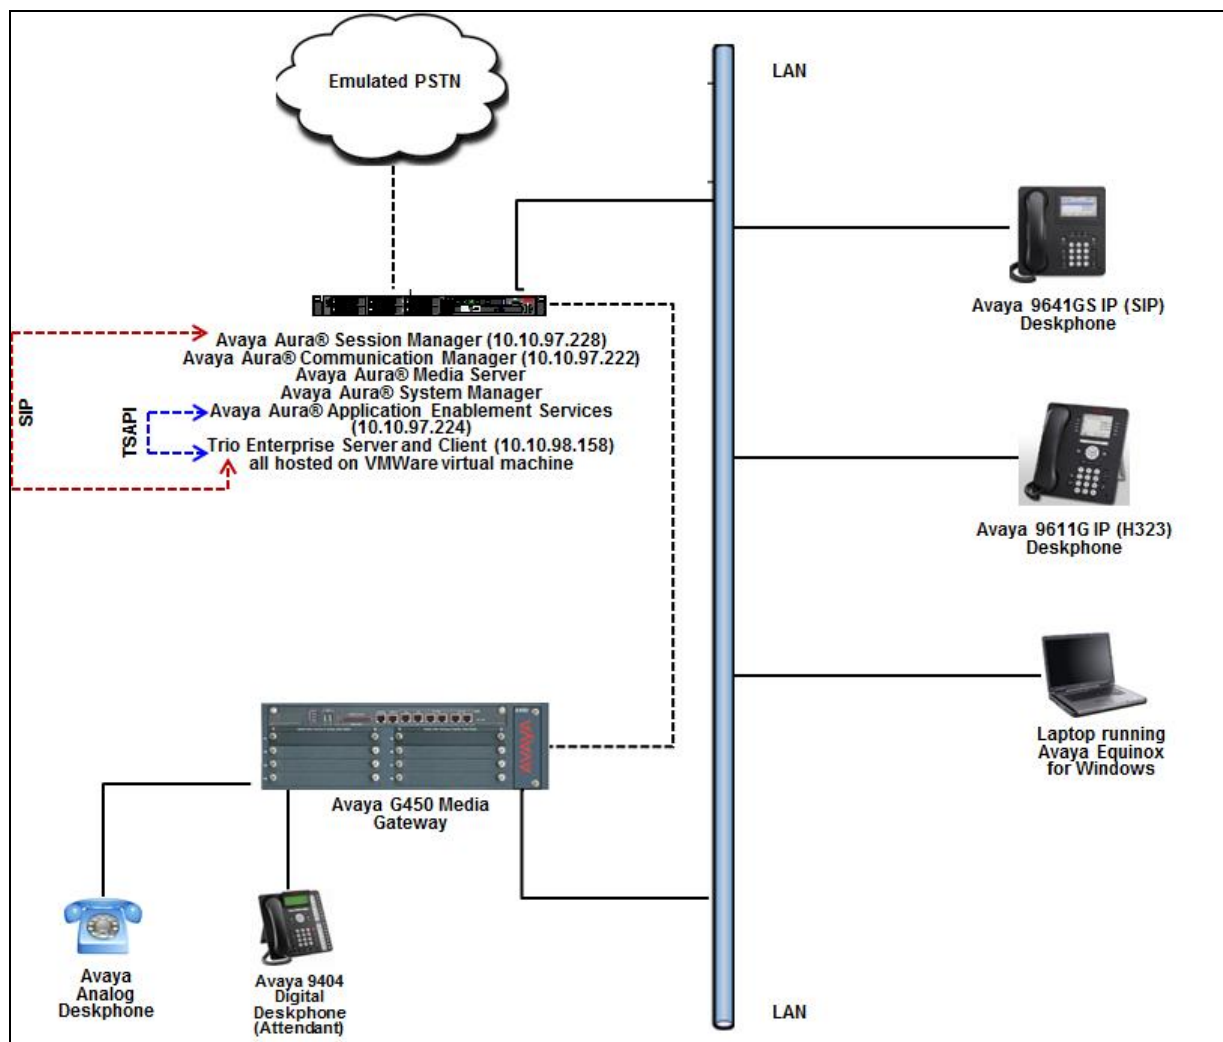 Emulated PSTN
LAN
Avaya 9641GS IP (SIP)
Deskphone
Avaya Aura® Session Manager (10.10.97.228)
Avaya Aura® Communication Manager (10.10.97.222)
Avaya Aura® Media Server
Avaya Aura® System Manager
Avaya Aura® Application Enablement Services
(10.10.97.224)
Trio Enterprise Server and Client (10.10.98.158)
all hosted on VMWare virtual machine
SIP
TSAPI
Avaya 9611G IP (H323)
Deskphone
Laptop running
Avaya Equinox
for Windows
AVAYA
Avaya G450 Media
Gateway
Avaya
Analog
Deskphone
Avaya 9404
Digital
Deskphone
(Attendant)
LAN